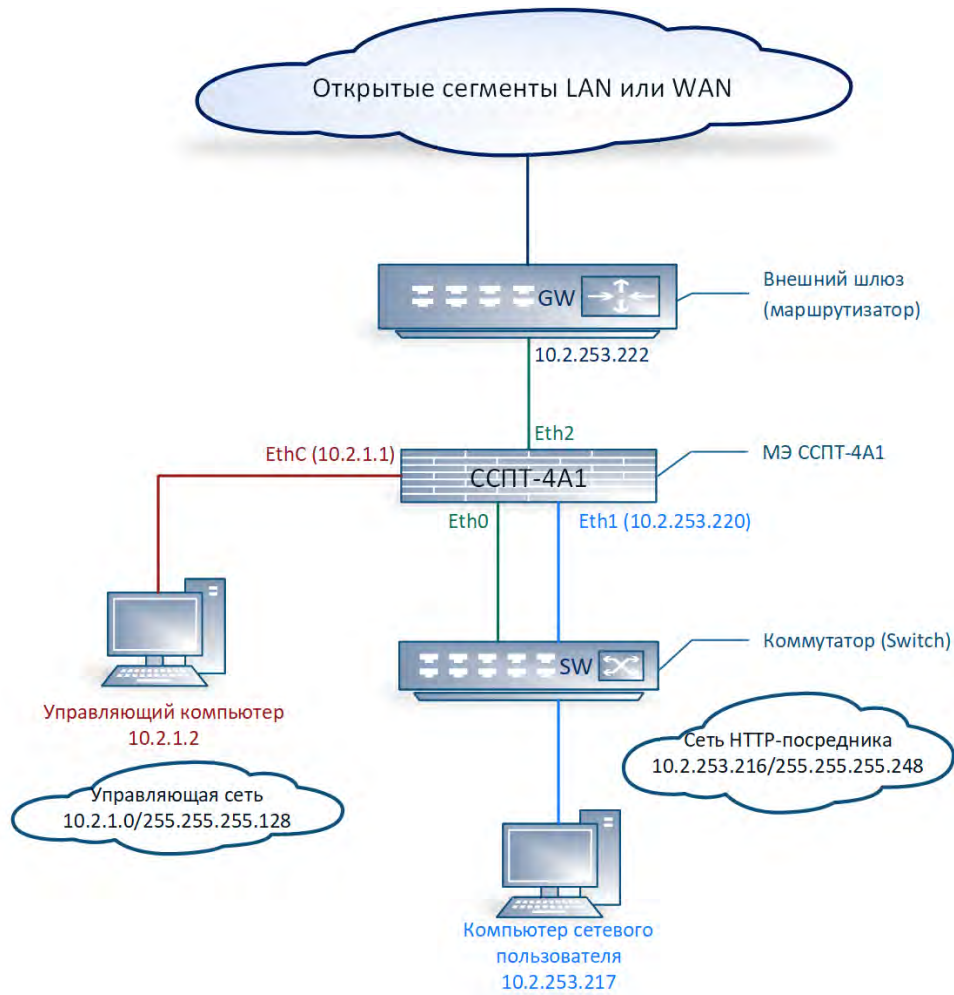 Открытые сегменты LAN или WAN
GW
Внешний шлюз
(маршрутизатор)
10.2.253.222
Eth2
EthC (10.2.1.1)
ССПТ-4А1
МЭ ССПТ-4А1
Eth0
Eth1 (10.2.253.220)
SW
Коммутатор (Switch)
Управляющий компьютер
10.2.1.2
Сеть HTTP-посредника
10.2.253.216/255.255.255.248
Управляющая сеть
10.2.1.0/255.255.255.128
Компьютер сетевого
пользователя
10.2.253.217